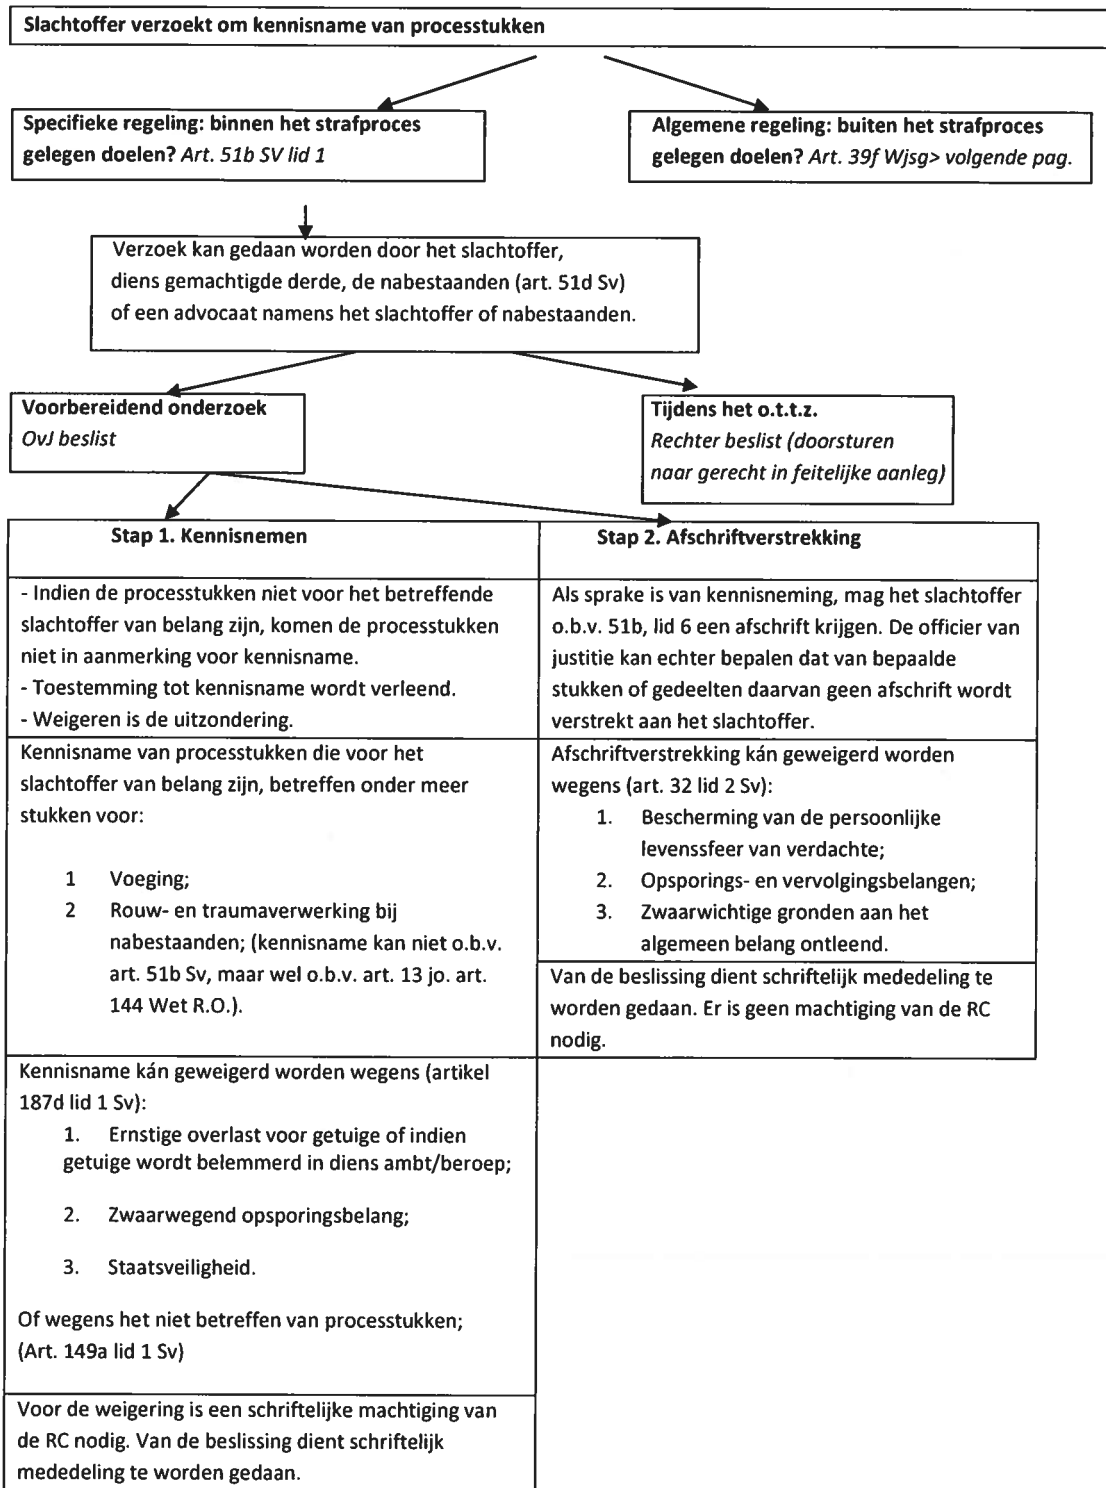 Slachtoffer verzoekt om kennisname van processtukken
Specifieke regeling: binnen het strafproces
gelegen doelen? Art. 51b SV lid 1
Algemene regeling: buiten het strafproces
gelegen doelen? Art. 39f Wjsg> volgende pag.
Verzoek kan gedaan worden door het slachtoffer,
diens gemachtigde derde, de nabestaanden (art. 51d Sv)
of een advocaat namens het slachtoffer of nabestaanden.
Voorbereidend onderzoek
OvJ beslist
Tijdens het o.t.t.z.
Rechter beslist (doorsturen
naar gerecht in feitelijke aanleg)
Stap 1. Kennisnemen
- Indien de processtukken niet voor het betreffende
slachtoffer van belang zijn, komen de processtukken
niet in aanmerking voor kennisname.
- Toestemming tot kennisname wordt verleend.
- Weigeren is de uitzondering.
Kennisname van processtukken die voor het
slachtoffer van belang zijn, betreffen onder meer
stukken voor:
1 Voeging;
2 Rouw- en traumaverwerking bij
nabestaanden; (kennisname kan niet o.b.v.
art. 51b Sv, maar wel o.b.v. art. 13 jo. art.
144 Wet R.O.).
Kennisname kán geweigerd worden wegens (artikel
187d lid 1 Sv):
1. Ernstige overlast voor getuige of indien
getuige wordt belemmerd in diens ambt/beroep;
2. Zwaarwegend opsporingsbelang;
3. Staatsveiligheid.
Of wegens het niet betreffen van processtukken;
(Art. 149a lid 1 Sv)
Voor de weigering is een schriftelijke machtiging van
de RC nodig. Van de beslissing dient schriftelijk
mededeling te worden gedaan.
Stap 2. Afschriftverstrekking
Als sprake is van kennisneming, mag het slachtoffer
o.b.v. 51b, lid 6 een afschrift krijgen. De officier van
justitie kan echter bepalen dat van bepaalde
stukken of gedeelten daarvan geen afschrift wordt
verstrekt aan het slachtoffer.
Afschriftverstrekking kán geweigerd worden
wegens (art. 32 lid 2 Sv):
1. Bescherming van de persoonlijke
levenssfeer van verdachte;
2. Opsporings- en vervolgingsbelangen;
3. Zwaarwichtige gronden aan het
algemeen belang ontleend.
Van de beslissing dient schriftelijk mededeling te
worden gedaan. Er is geen machtiging van de RC
nodig.